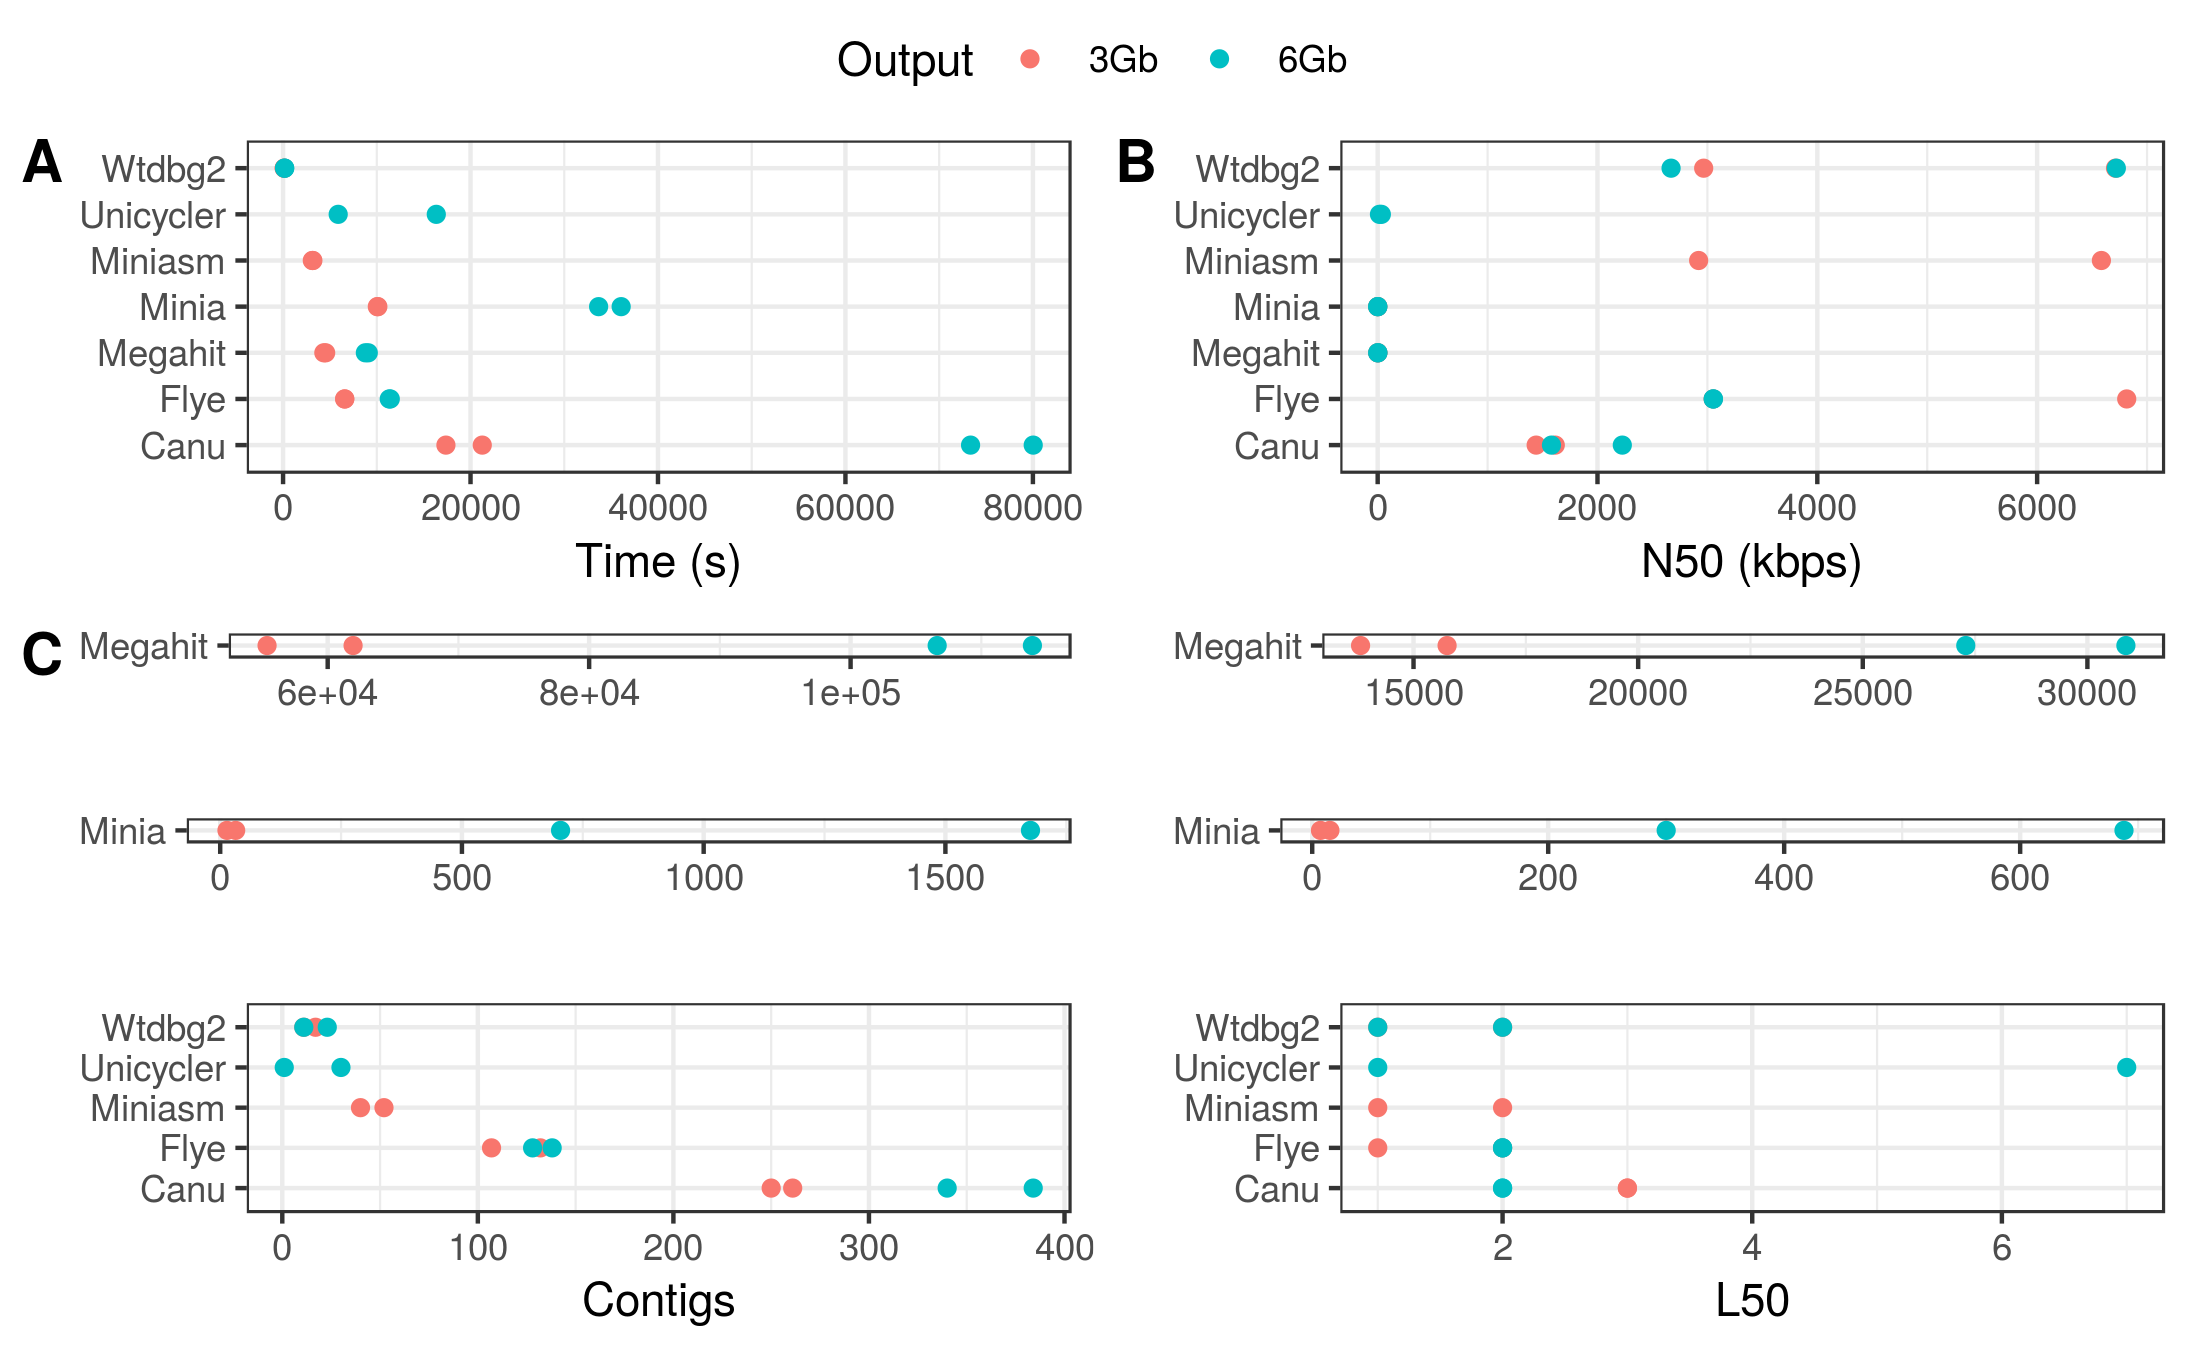 Output 3Gb 6Gb
A
Wtdbg2
Unicycler
Miniasm
Minia
Megahit
Flye
Canu
0 20000 40000 60000 80000
Time (s)
B
Wtdbg2
Unicycler
Miniasm
Minia
Megahit
Flye
Canu
0 2000 4000 6000
N50 (kbps)
C
Megahit
6e+04 8e+04 1e+05
Minia
0 500 1000 1500
Wtdbg2
Unicycler
Miniasm
Flye
Canu
0 100 200 300 400
Contigs
Megahit
15000 20000 25000 30000
Minia
0 200 400 600
Wtdbg2
Unicycler
Miniasm
Flye
Canu
2 4 6
L50